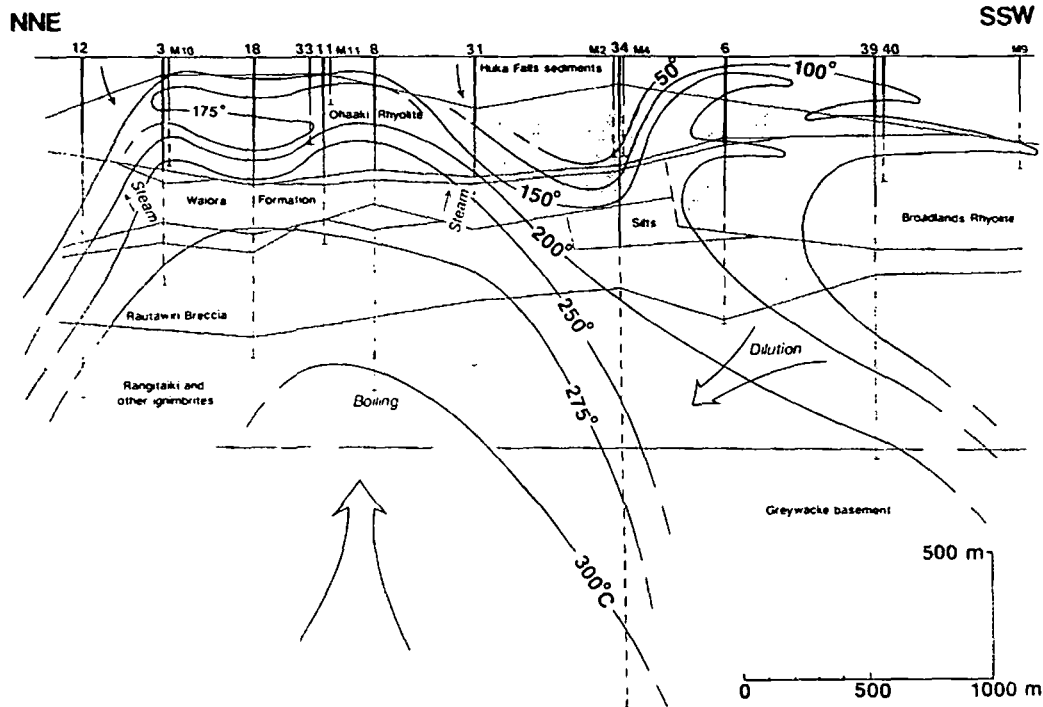 NNE
SSW
12
3 M10
18
33 11 M11 8
31
M2 34 M4
6
39 40
M9
Huka Falls sediments
50°
100°
175°
Ohaaki Rhyolite
Steam
Waiora Formation
Steam
150°
200°
Silts
Broadlands Rhyolite
250°
Rautawiri Breccia
Dilution
Rangitaiki and
other ignimbrites
Boiling
275°
Greywacke basement
300°C
500 m
0 500 1000 m